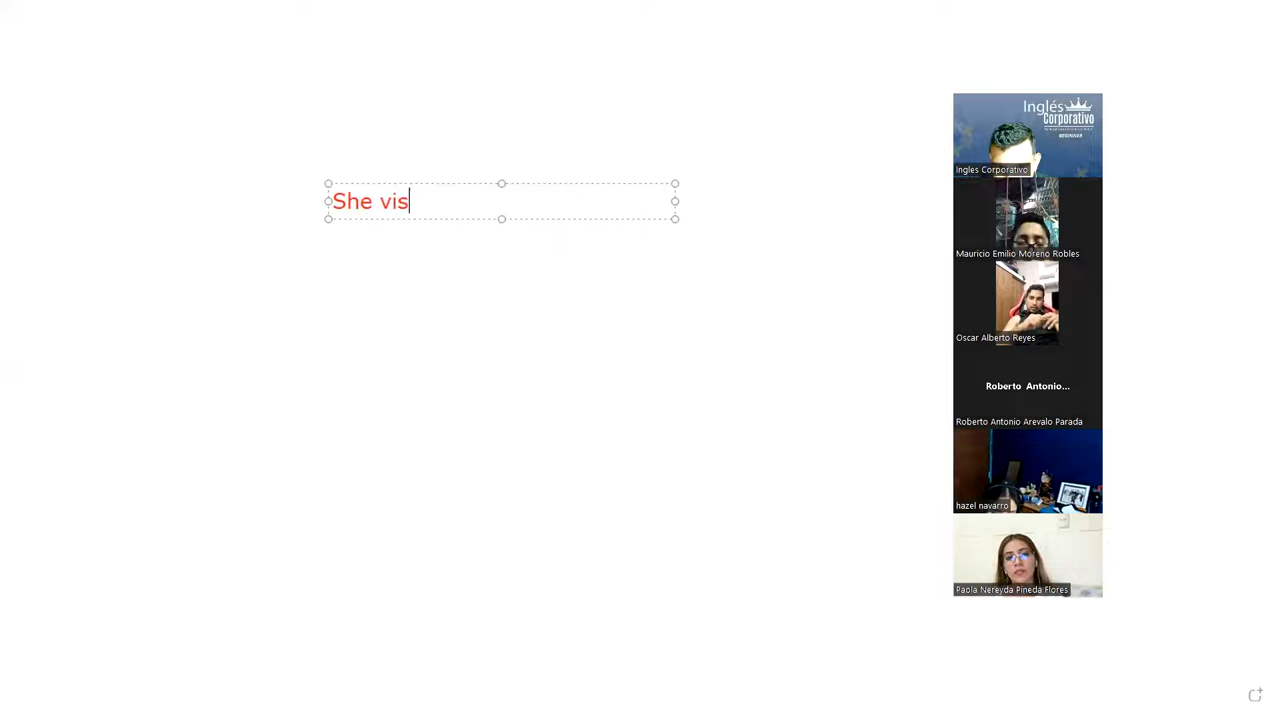 She vis
Inglés
Corporativo
BEGINNER
Ingles Corporativo
Mauricio Emilio Moreno Robles
Oscar Alberto Reyes
Roberto Antonio...
Roberto Antonio Arevalo Parada
hazel navarro
Paola Nereyda Pineda Flores